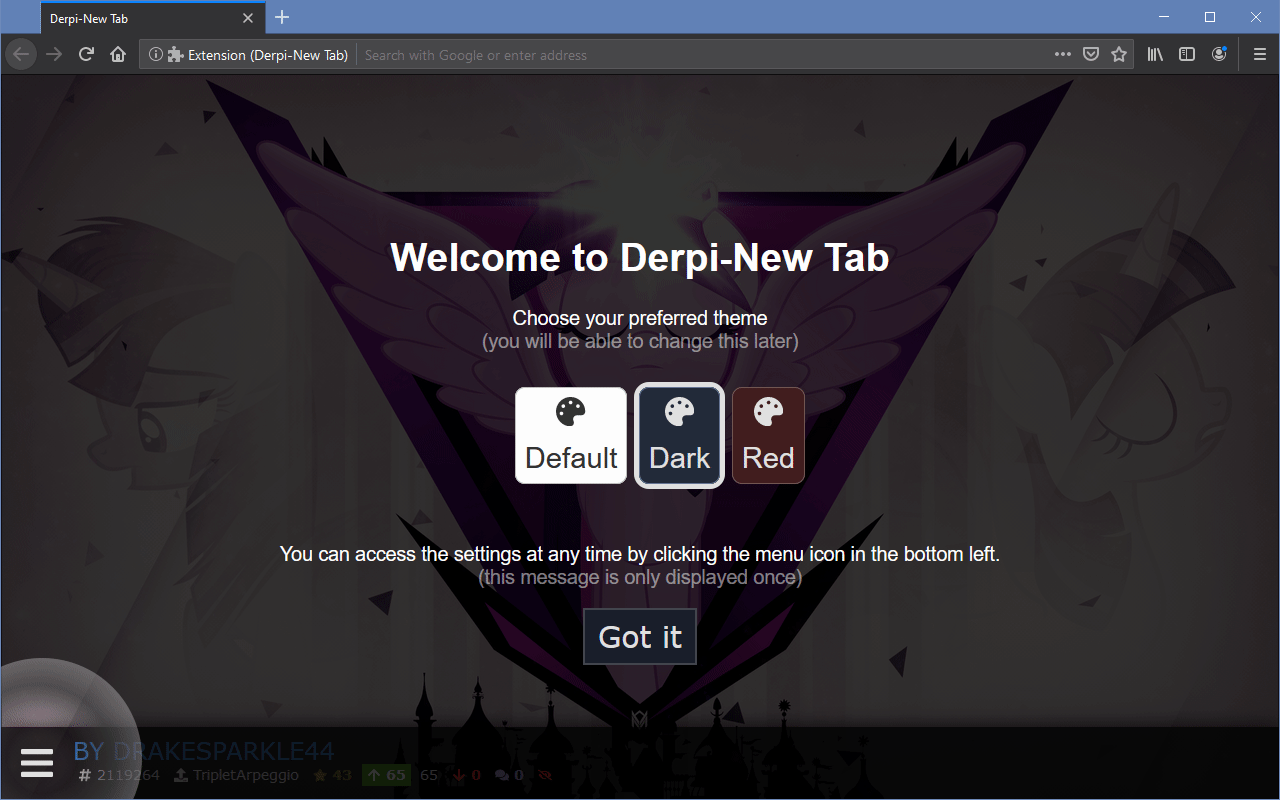 Derpi-New Tab
Extension (Derpi-New Tab) Search with Google or enter address
Welcome to Derpi-New Tab
Choose your preferred theme
(you will be able to change this later)
Default Dark Red
You can access the settings at any time by clicking the menu icon in the bottom left.
(this message is only displayed once)
Got it
BY DRAKESPARKLE44
# 2119264 TripletArpeggio 43 65 65 0 0